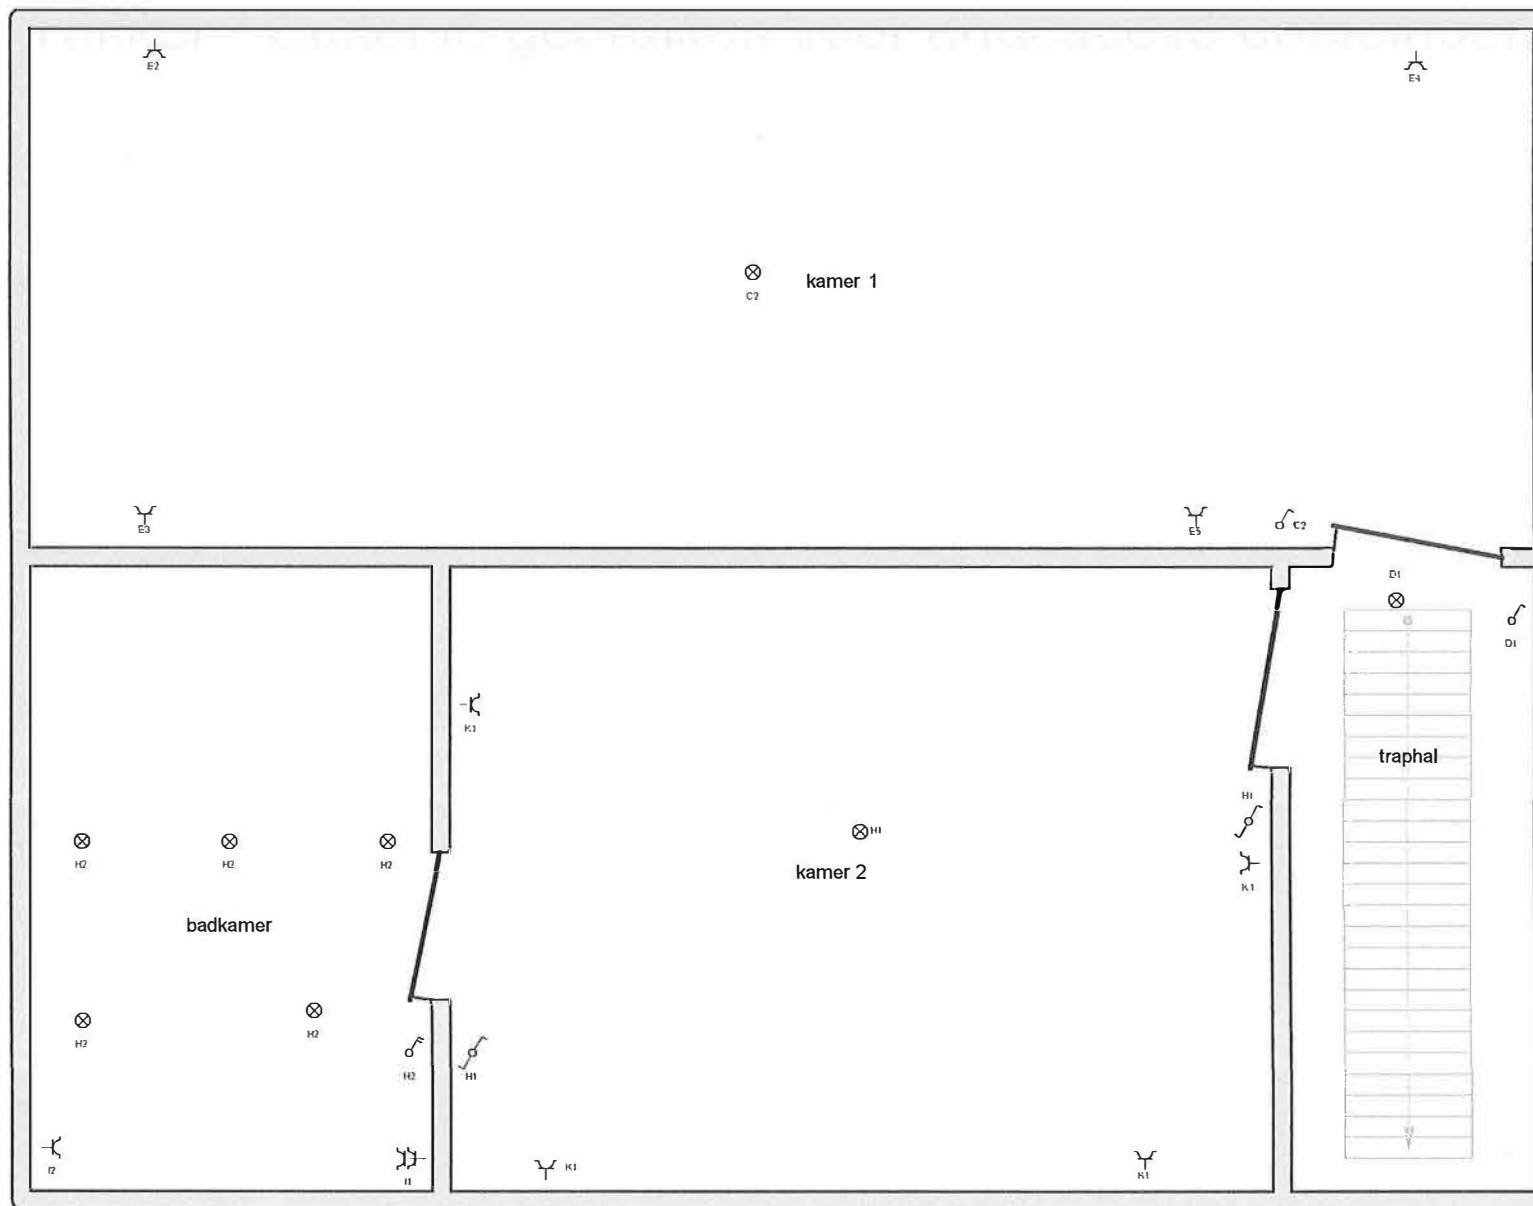 E2
E4
C2
kamer 1
E3
E5
C2
D1
D1
K1
traphal
H1
H1
H2
H2
H2
K1
kamer 2
badkamer
H2
H2
H2
H1
I2
I1
K1
K1